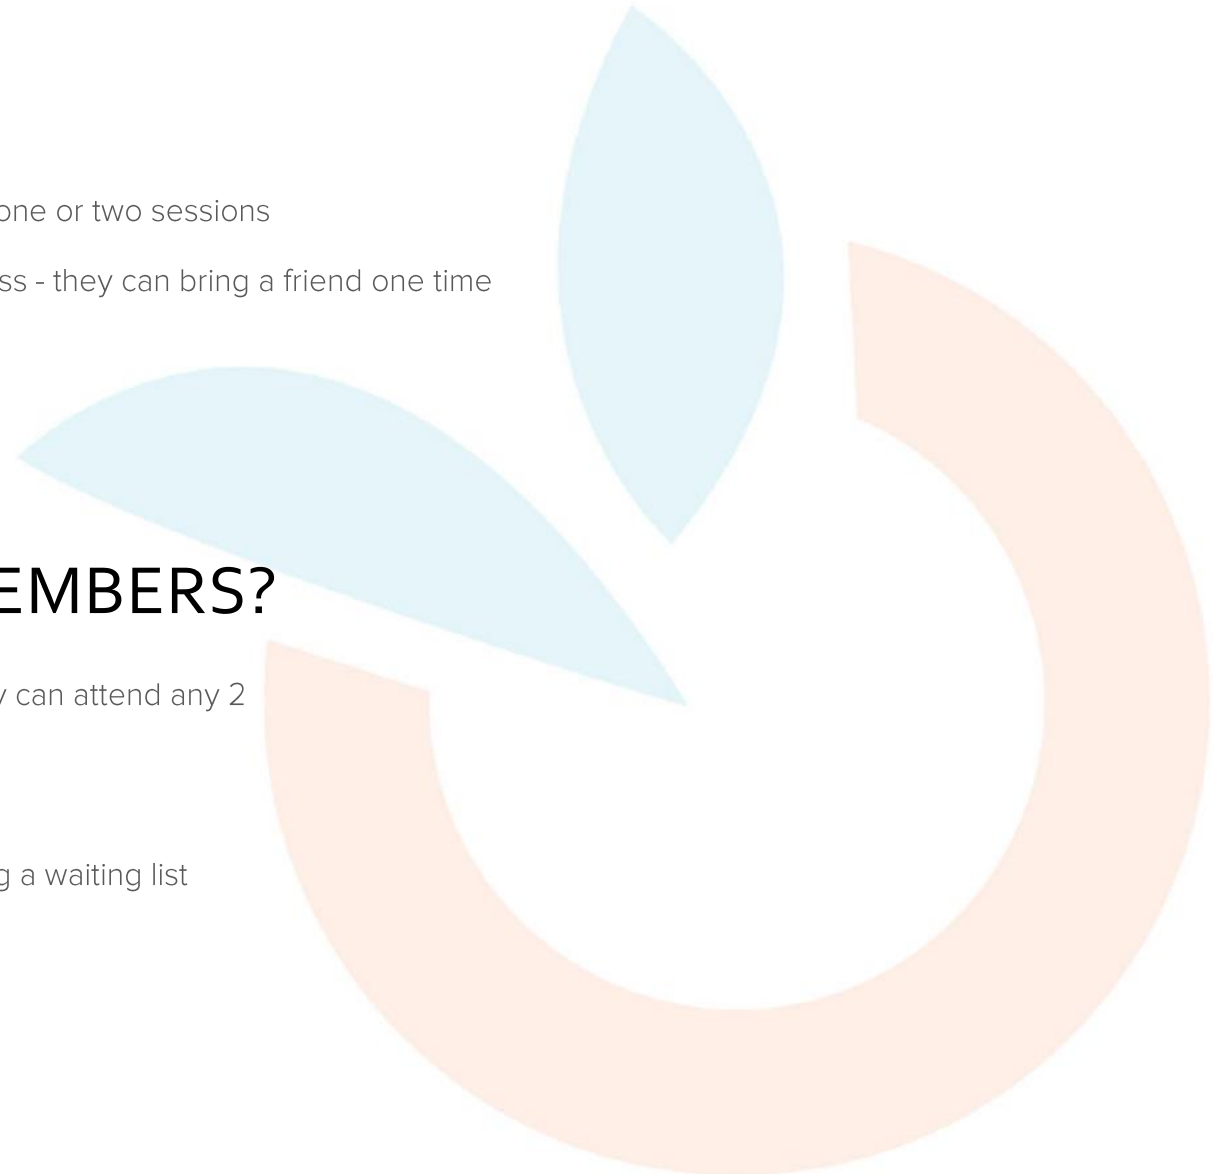 one or two sessions
ss - they can bring a friend one time
EMBERS?
can attend any 2
g a waiting list